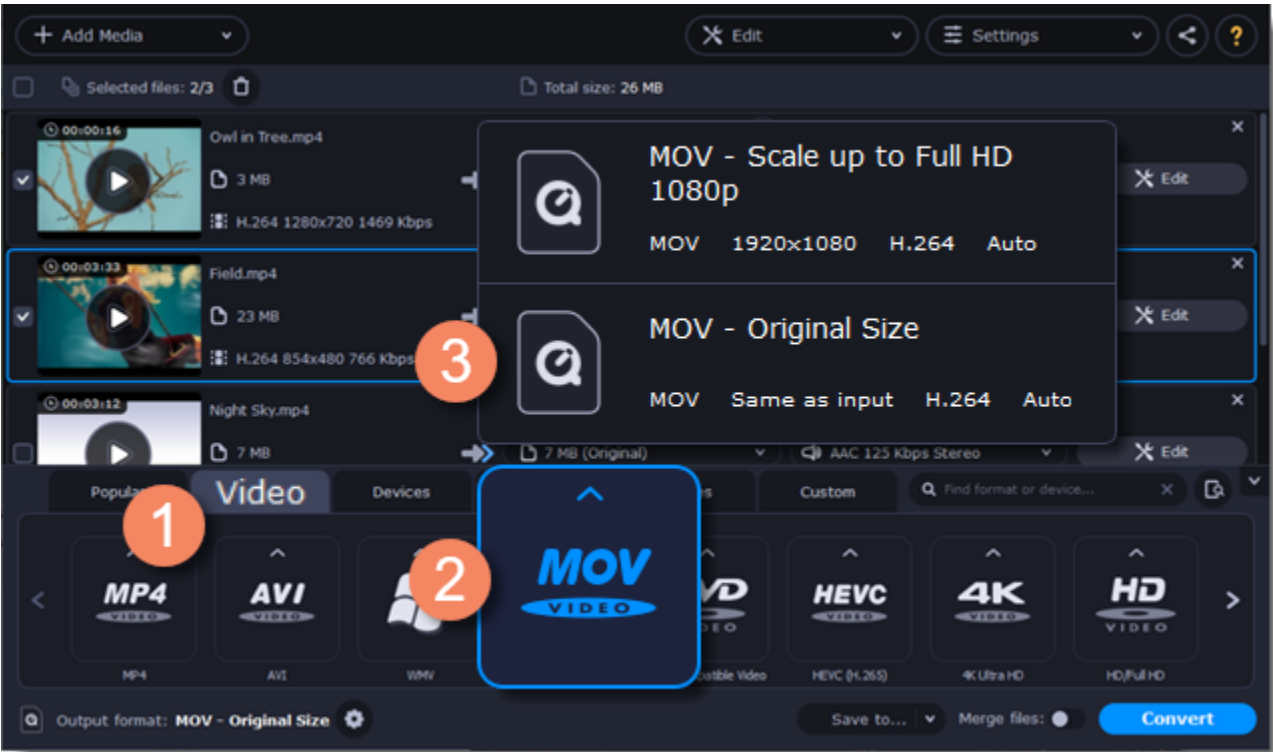 Add Media
Edit
Settings
?
Selected files: 2/3
Total size: 26 MB
00:00:16
Owl in Tree.mp4
3 MB
H.264 1280x720 1469 Kbps
Edit
MOV - Scale up to Full HD
1080p
MOV 1920x1080 H.264 Auto
00:03:33
Field.mp4
23 MB
H.264 854x480 766 Kbps
Edit
3
MOV - Original Size
MOV Same as input H.264 Auto
00:03:12
Night Sky.mp4
7 MB
7 MB (Original)
AAC 125 Kbps Stereo
Edit
1
Video
Devices
Custom
Find format or device...
2
MP4
VIDEO
MP4
AVI
VIDEO
AVI
WMV
MOV
VIDEO
Video
HEVC
VIDEO
HEVC (H.265)
4K
VIDEO
4K Ultra HD
HD
VIDEO
HD/Full HD
Output format: MOV - Original Size
Save to...
Merge files:
Convert